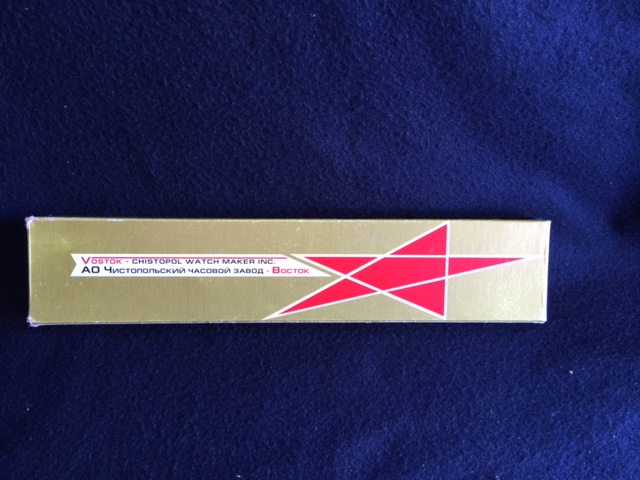 Vostok - chistopol watch maker inc.
АО Чистопольский часовой завод - Восток